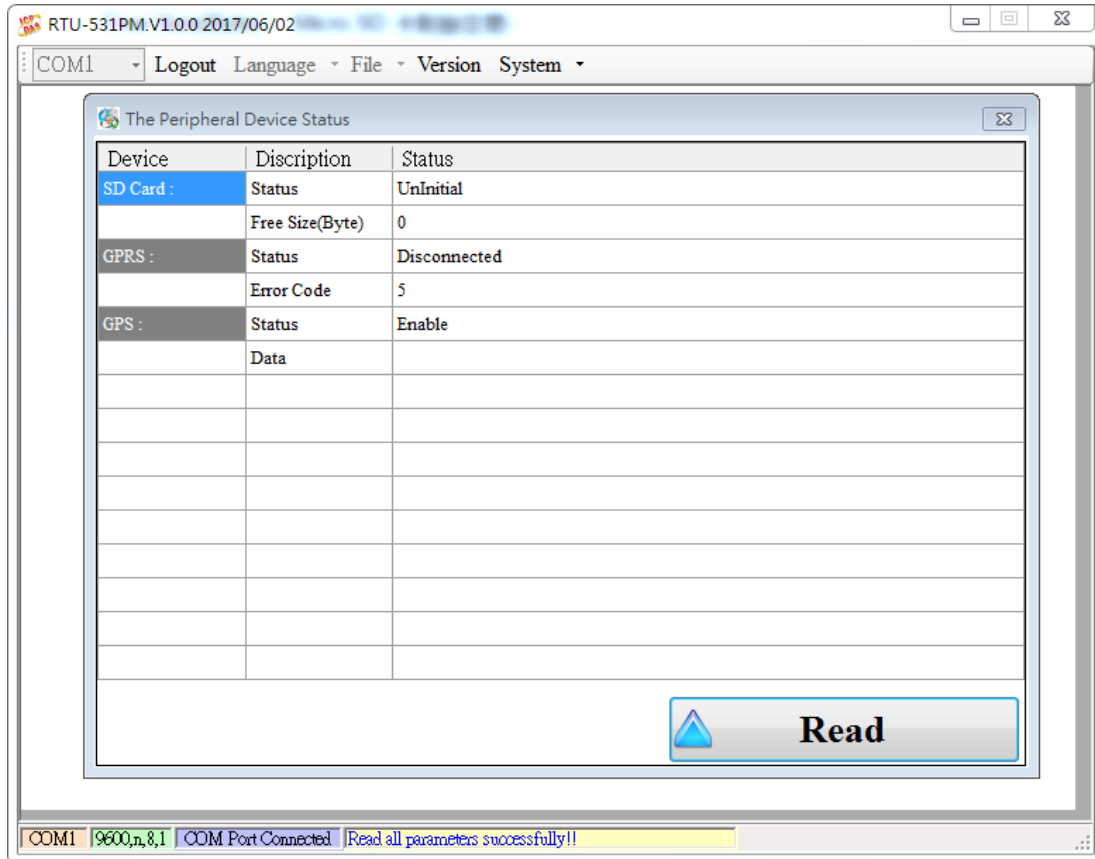 RTU-531PM.V1.0.0 2017/06/02
COM1 Logout Language File Version System
The Peripheral Device Status
Device Discription Status
SD Card : Status UnInitial
Free Size(Byte) 0
GPRS : Status Disconnected
Error Code 5
GPS : Status Enable
Data
Read
COM1 9600,n,8,1 COM Port Connected Read all parameters successfully!!